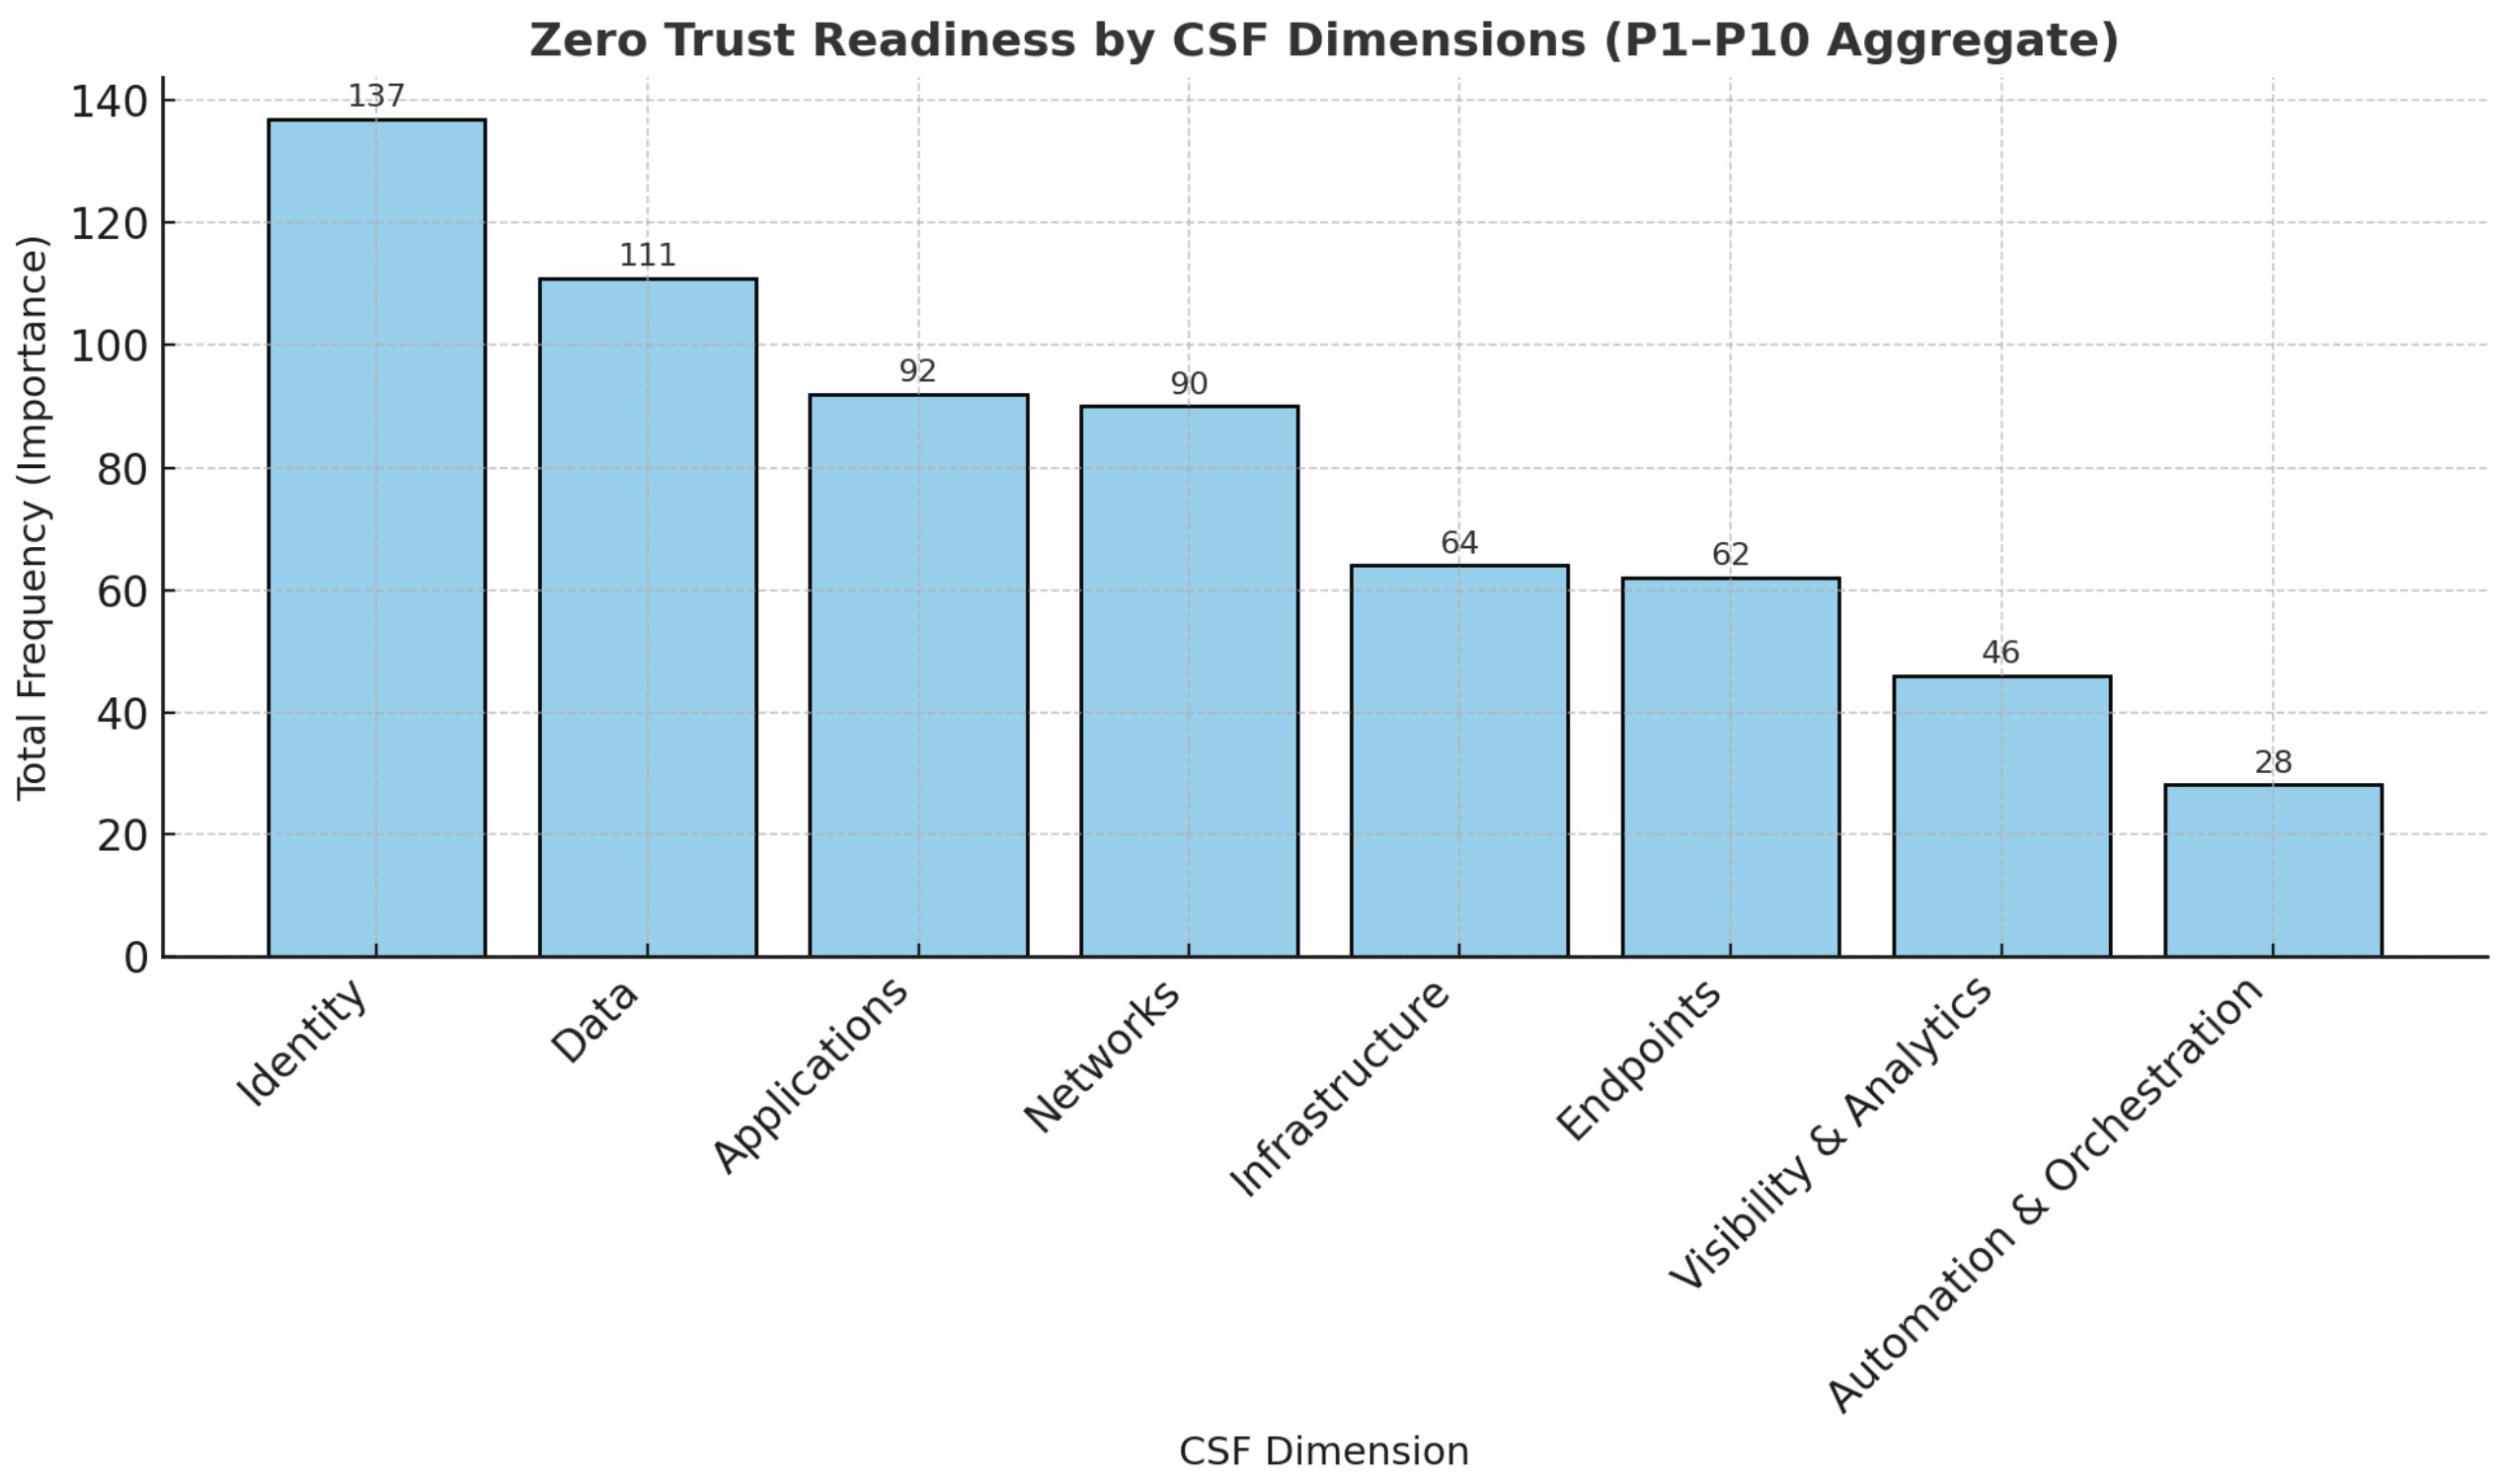 Zero Trust Readiness by CSF Dimensions (P1–P10 Aggregate)
Total Frequency (Importance)
140
120
100
80
60
40
20
0
137
111
92
90
64
62
46
28
Identity
Data
Applications
Networks
Infrastructure
Endpoints
Visibility & Analytics
Automation & Orchestration
CSF Dimension